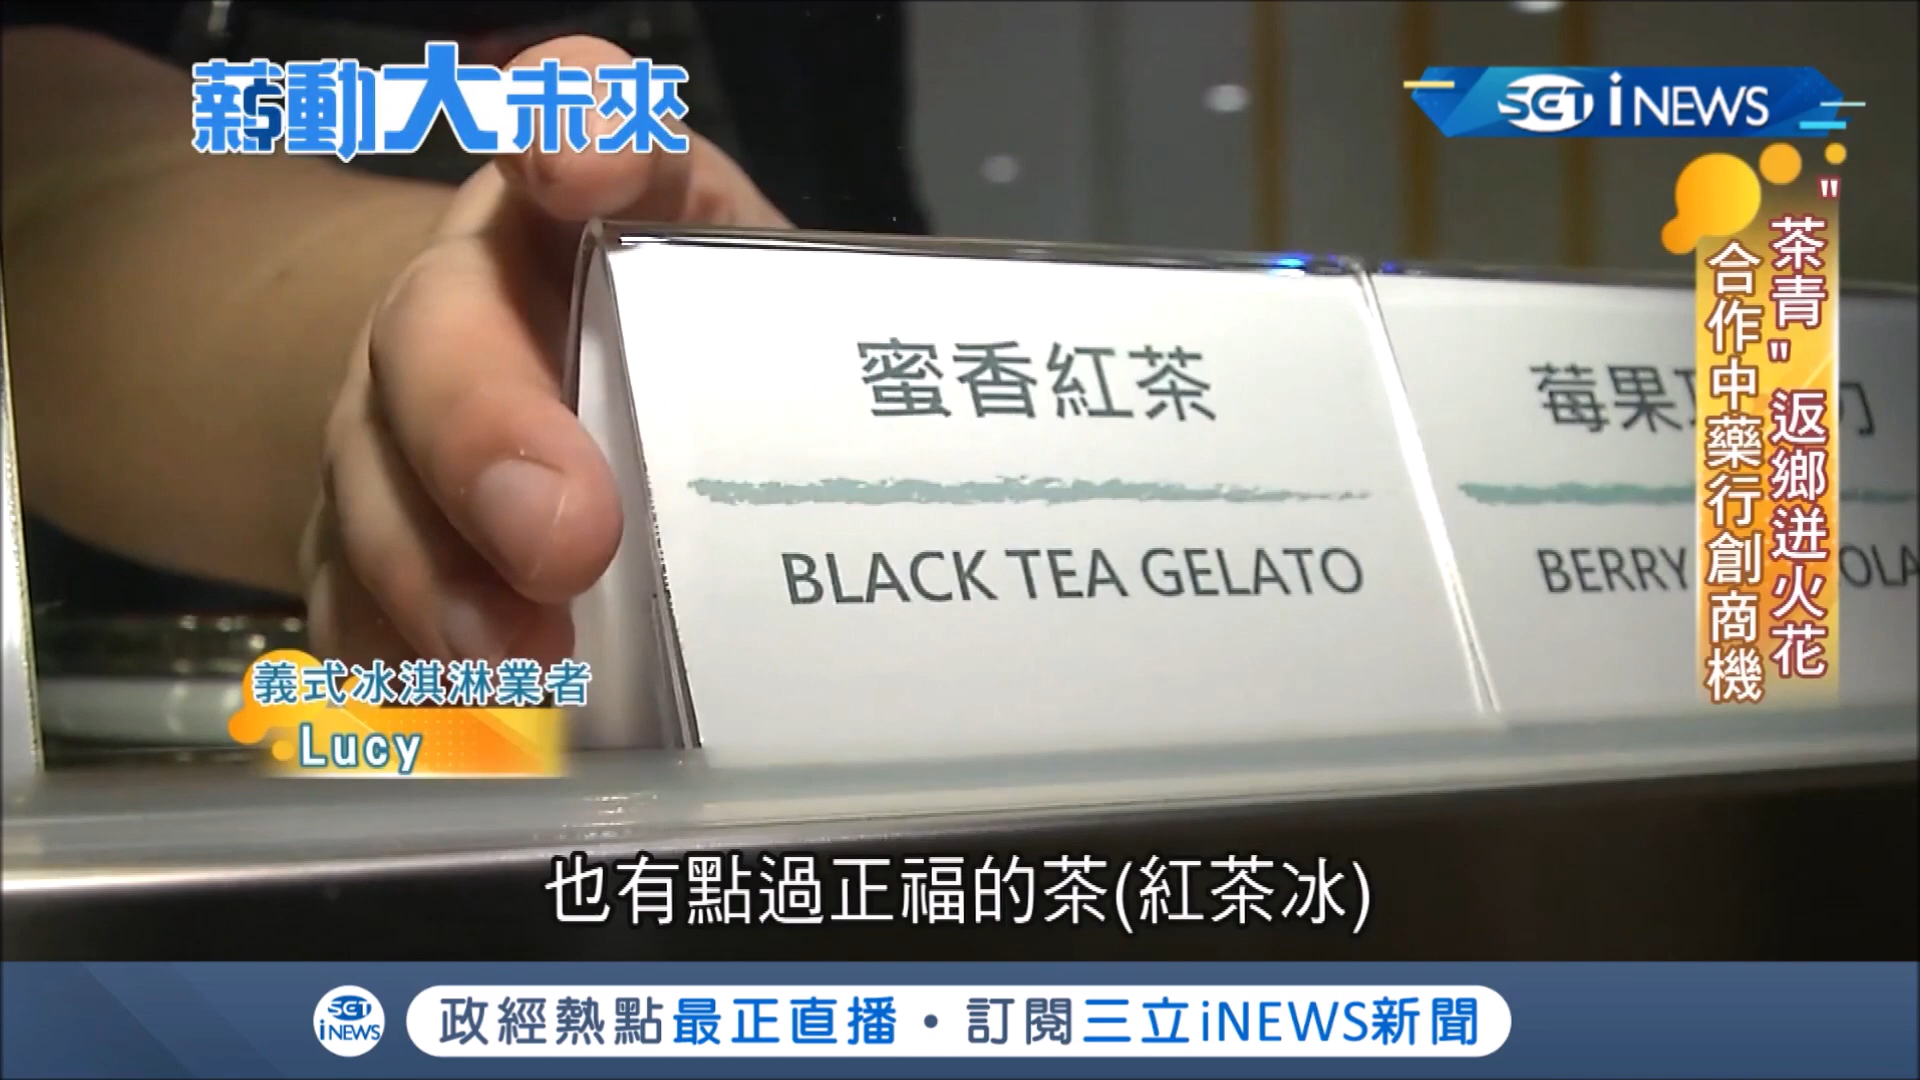 薪動大未來
SET iNEWS
"茶青"返鄉迸火花
合作中藥行創商機
蜜香紅茶
BLACK TEA GELATO
莓果
BERRY
義式冰淇淋業者
Lucy
也有點過正福的茶(紅茶冰)
SET iNEWS
政經熱點最正直播・訂閱三立iNEWS新聞